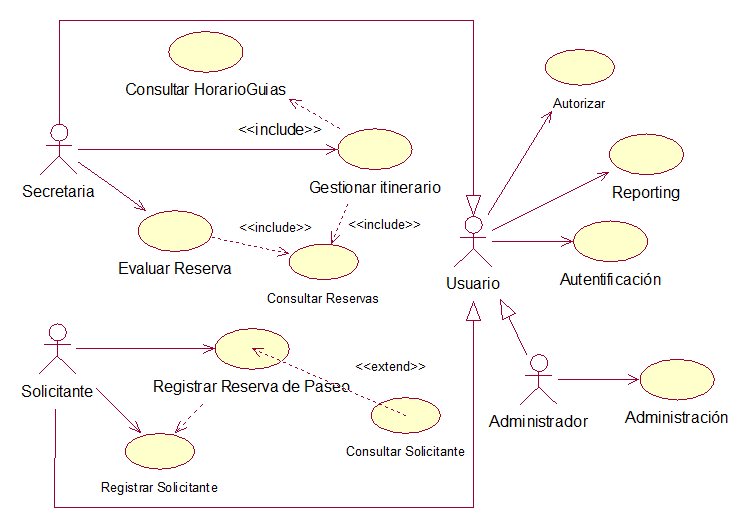 Consultar HorarioGuias
Autorizar
<<include>>
Secretaria
Gestionar itinerario
Reporting
<<include>>
<<include>>
Evaluar Reserva
Usuario
Autentificación
Consultar Reservas
<<extend>>
Solicitante
Registrar Reserva de Paseo
Administrador
Administración
Consultar Solicitante
Registrar Solicitante